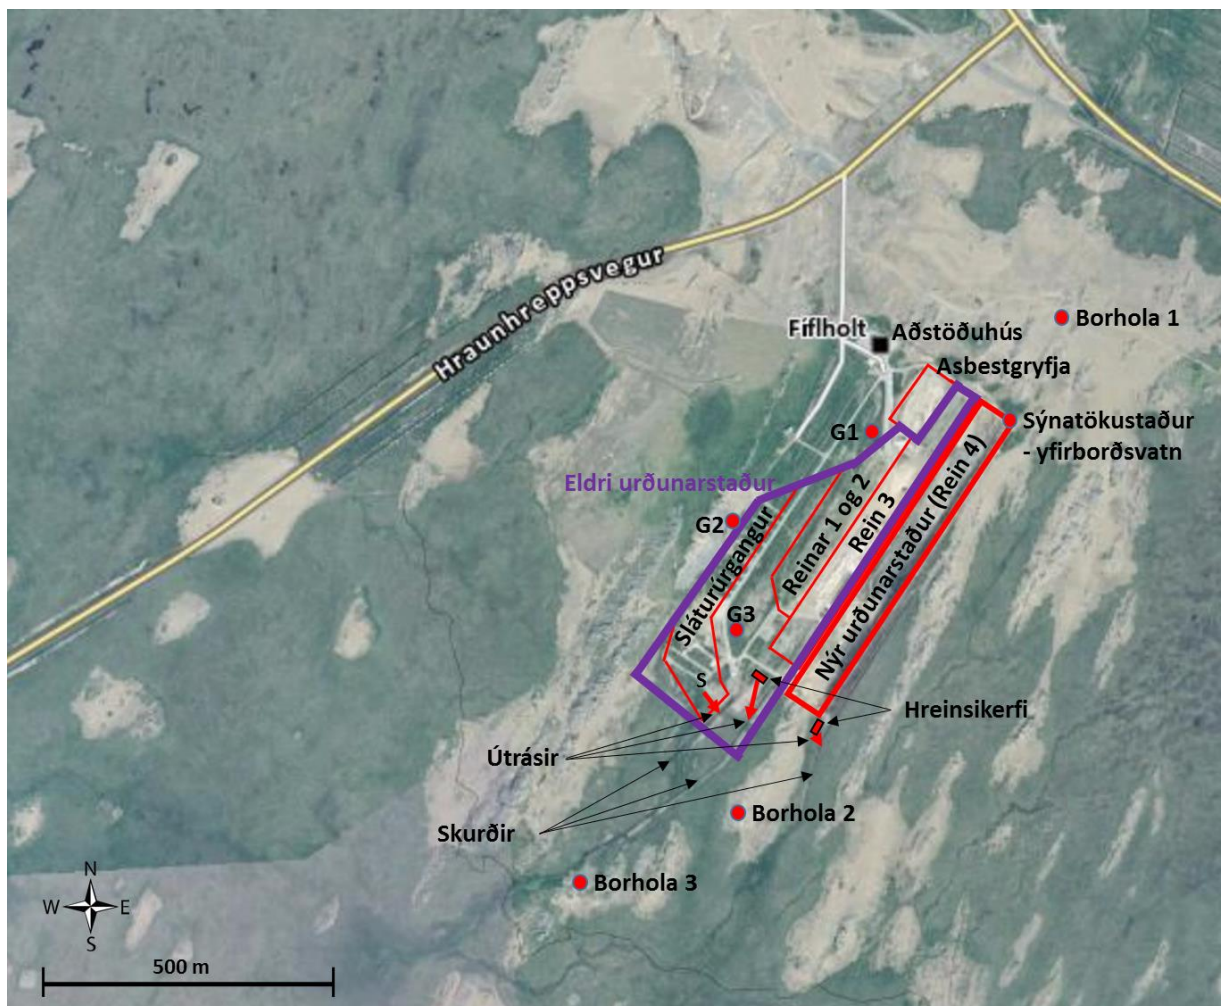 Hraunhreppsvegur
Borhola 1
Fíflholt
Aðstöðuhús
Asbestgryfja
Sýnatökustaður
- yfirborðsvatn
G1
Eldri urðunarstaður
G2
Sláturúrgangur
Reinar 1 og 2
Rein 3
Nýr urðunarstaður (Rein 4)
G3
S
Hreinsikerfi
Útrásir
Skurðir
Borhola 2
Borhola 3
N
W E
S
500 m